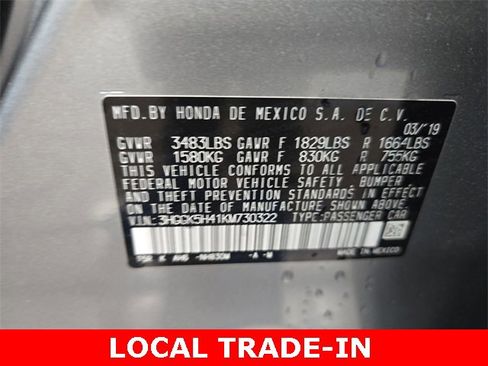 MFD.BY HONDA DE MEXICO S.A. DE C.V.
03/'19
GVWR 3483LBS GAWR F 1829LBS R 1664LBS
GVWR 1580KG GAWR F 830KG R 755KG
THIS VEHICLE CONFORMS TO ALL APPLICABLE
FEDERAL MOTOR VEHICLE SAFETY, BUMPER
AND THEFT PREVENTION STANDARDS IN EFFECT
ON THE DATE OF MANUFACTURE SHOWN ABOVE.
V.I.N.: 3HGGK5H41KM730322 TYPE:PASSENGER CAR
K AH6 -NH830M -A -M
MADE IN MEXICO
LOCAL TRADE-IN